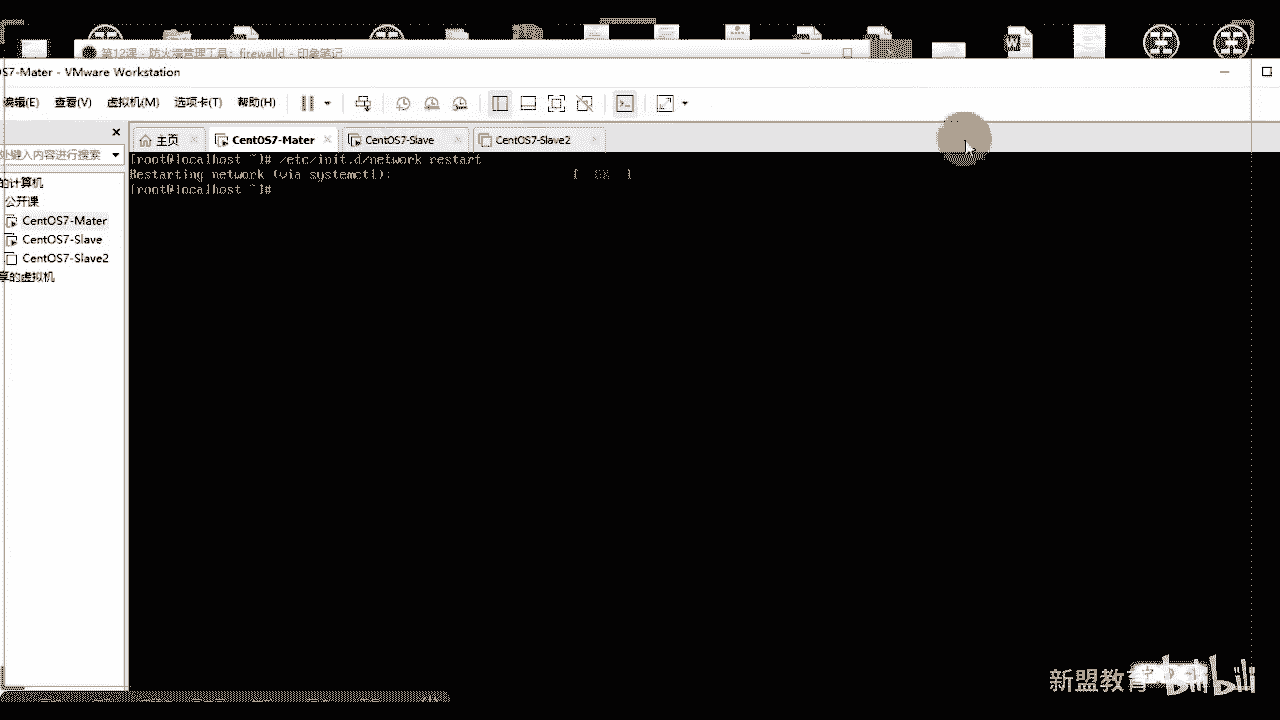 第12课 - 防火墙管理工具：firewalld - 印象笔记
OS7-Mater - VMware Workstation
编辑(E) 查看(V) 虚拟机(M) 选项卡(T) 帮助(H)
处键入内容进行搜索
主页 CentOS7-Mater CentOS7-Slave CentOS7-Slave2
的计算机
公开课
CentOS7-Mater
CentOS7-Slave
CentOS7-Slave2
享的虚拟机
[root@localhost ~]# /etc/init.d/network restart
Restarting network (via systemctl): [ OK ]
[root@localhost ~]#
新盟教育 bilibili